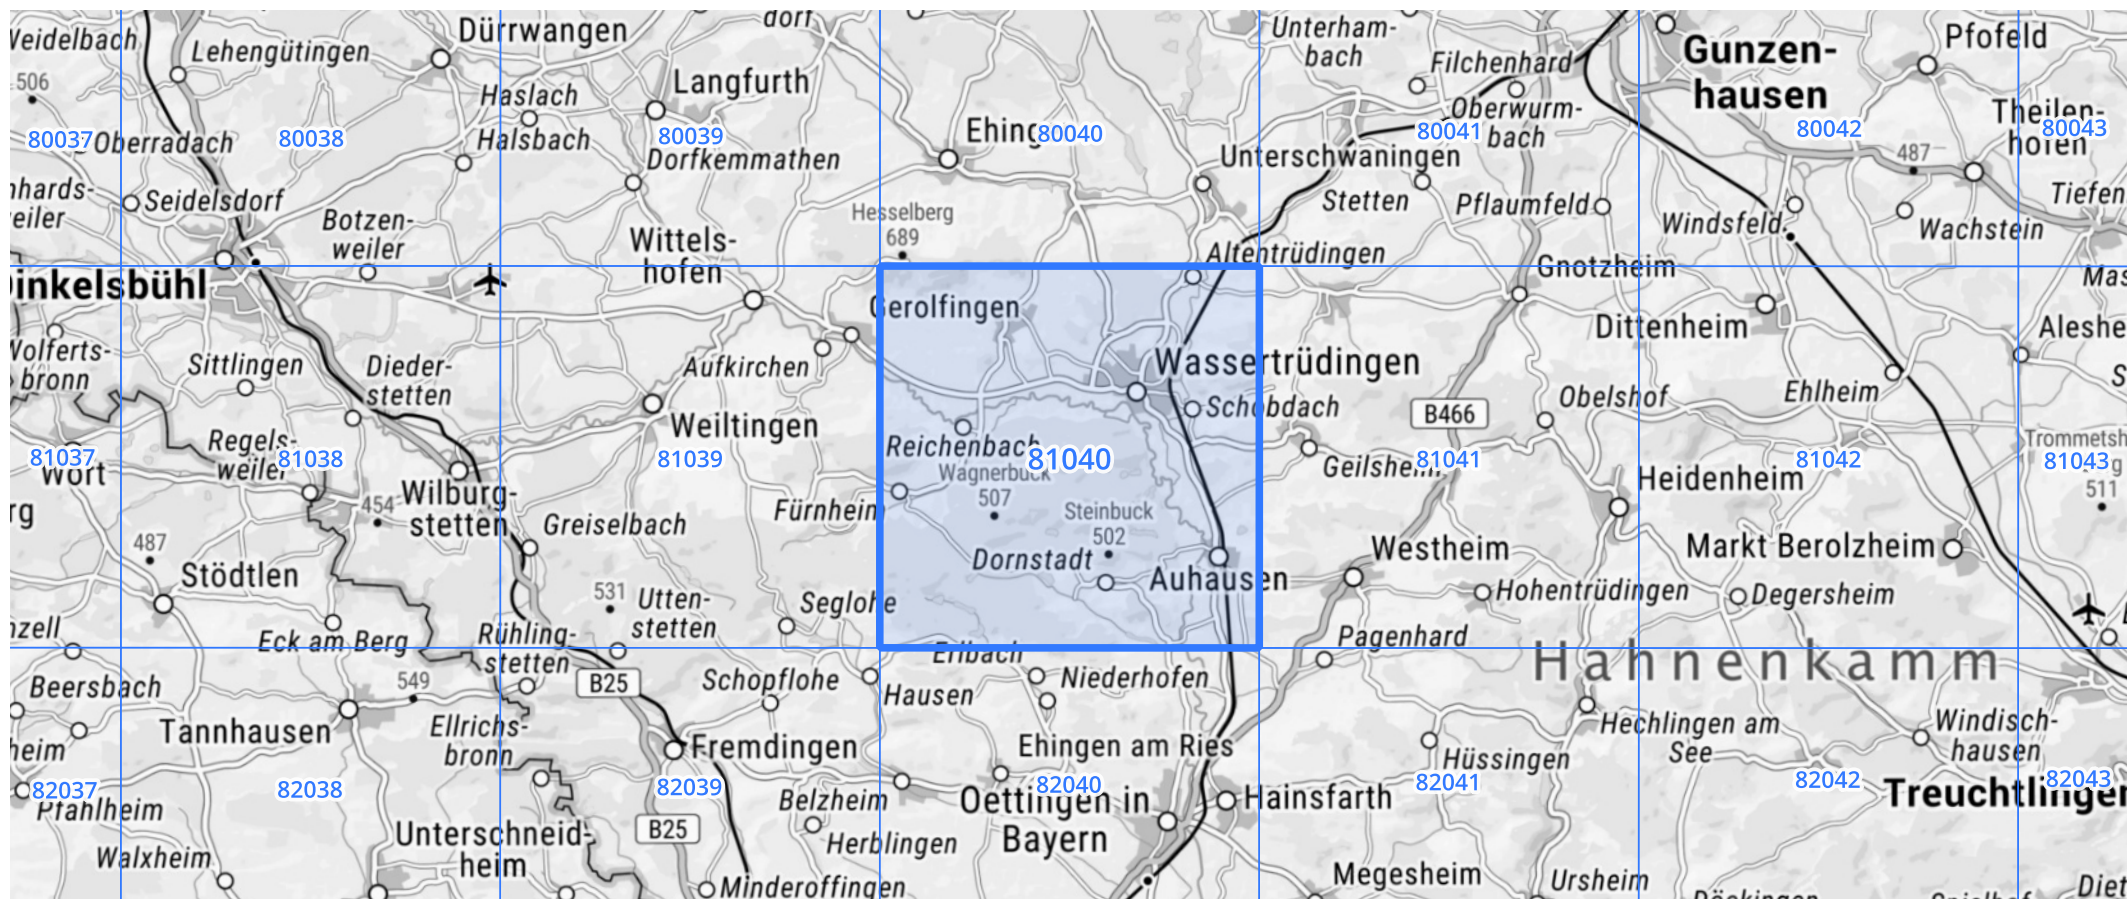 Weidelbach
Lehengütingen
Dürrwangen
dorf
Unterham-
bach
Filchenhard
Gunzen-
hausen
Pfofeld
506
Haslach
Langfurth
Oberwurm-
bach
Theilen-
hofen
80037
Oberradach
80038
Halsbach
80039
Dorfkemmathen
Ehing
80040
80041
Unterschwaningen
80042
80043
487
nhards-
eiler
Seidelsdorf
Botzen-
weiler
Wittels-
hofen
Hesselberg
689
Stetten
Pflaumfeld
Windsfeld
Wachstein
Tiefen
Altentrüdingen
Gnotzheim
Mas
inkelsbühl
Gerolfingen
Dittenheim
Aleshe
Wolferts-
bronn
Sittlingen
Dieder-
stetten
Aufkirchen
Wassertrüdingen
Schobdach
B466
Obelshof
Ehlheim
S
Weiltingen
Reichenbach
Trommetsh
g
511
81037
Wört
Regels-
weiler
81038
81039
Wagnerbuck
507
81040
Geilsheim
81041
Heidenheim
81042
81043
rg
454
Wilburg-
stetten
Greiselbach
Fürnheim
Steinbuck
502
487
Stödtlen
Dornstadt
Auhausen
Westheim
Markt Berolzheim
531
Utten-
stetten
Seglohe
Hohentrüdingen
Degersheim
nzell
Eck am Berg
Rühling-
stetten
Erlbach
Pagenhard
Hahnenkamm
Beersbach
549
B25
Schopflohe
Hausen
Niederhofen
Tannhausen
Ellrichs-
bronn
Fremdingen
Ehingen am Ries
Hüssingen
Hechlingen am
See
Windisch-
hausen
heim
82037
Pfahlheim
82038
82039
Belzheim
82040
Oettingen in
Bayern
Hainsfarth
82041
82042
82043
Treuchtlingen
Walxheim
Unterschneid-
heim
B25
Herblingen
Minderoffingen
Megesheim
Ursheim
Döckingen
Diet